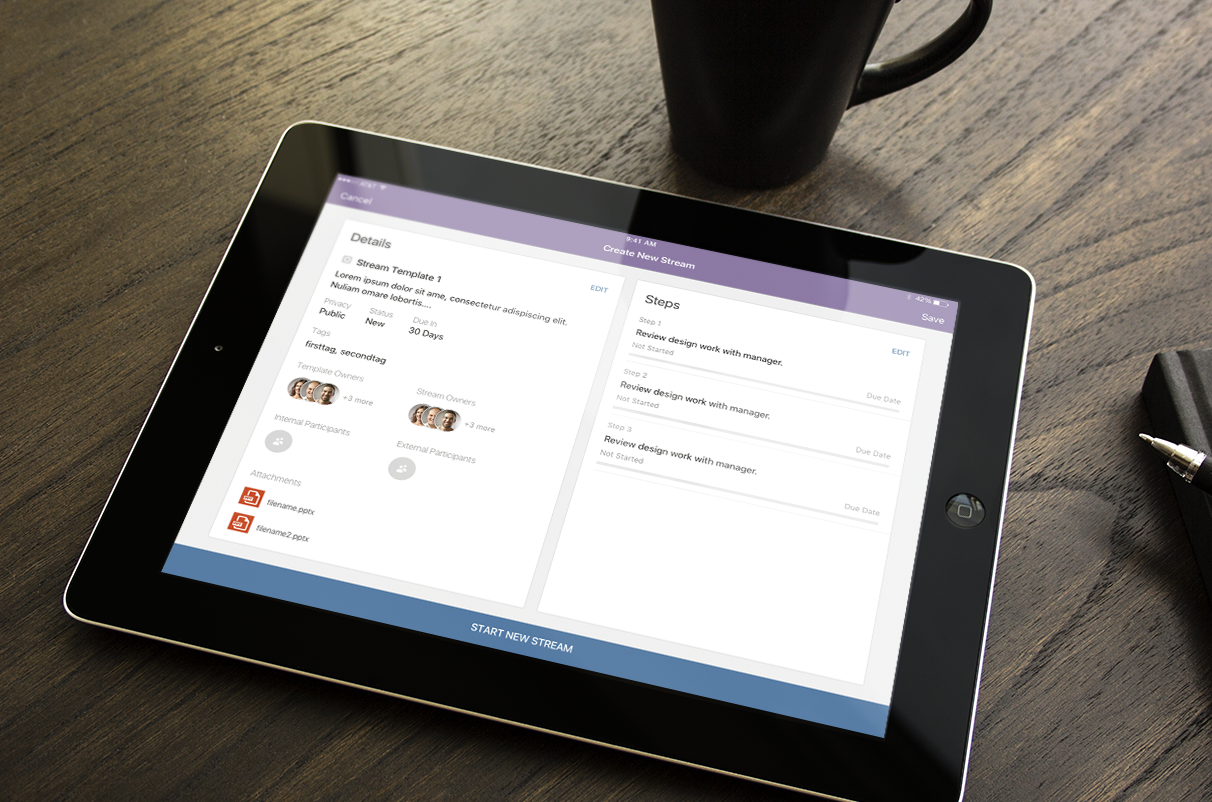 AT&T
9:41 AM
42%
Cancel
Create New Stream
Save
Details
EDIT
Stream Template 1
Lorem ipsum dolor sit ame, consectetur adipiscing elit.
Nuliam omare lobortis....
Privacy
Status
Due In
Public
New
30 Days
Tags
firsttag, secondtag
Template Owners
Stream Owners
+3 more
+3 more
Internal Participants
External Participants
Attachments
filename.pptx
filename2.pptx
Steps
EDIT
Step 1
Review design work with manager.
Not Started
Due Date
Step 2
Review design work with manager.
Not Started
Due Date
Step 3
Review design work with manager.
Not Started
Due Date
START NEW STREAM